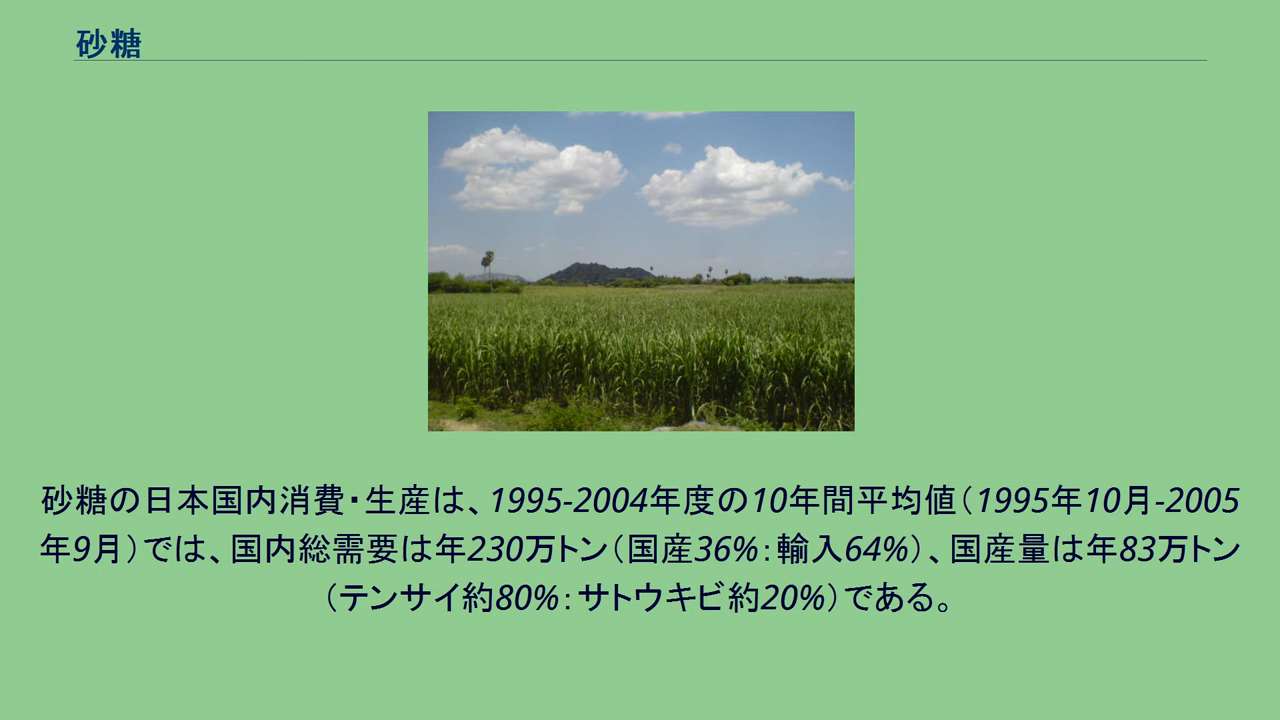 砂糖
砂糖の日本国内消費・生産は、1995-2004年度の10年間平均値（1995年10月-2005
年9月）では、国内総需要は年230万トン（国産36%：輸入64%）、国産量は年83万トン
（テンサイ約80%：サトウキビ約20%）である。